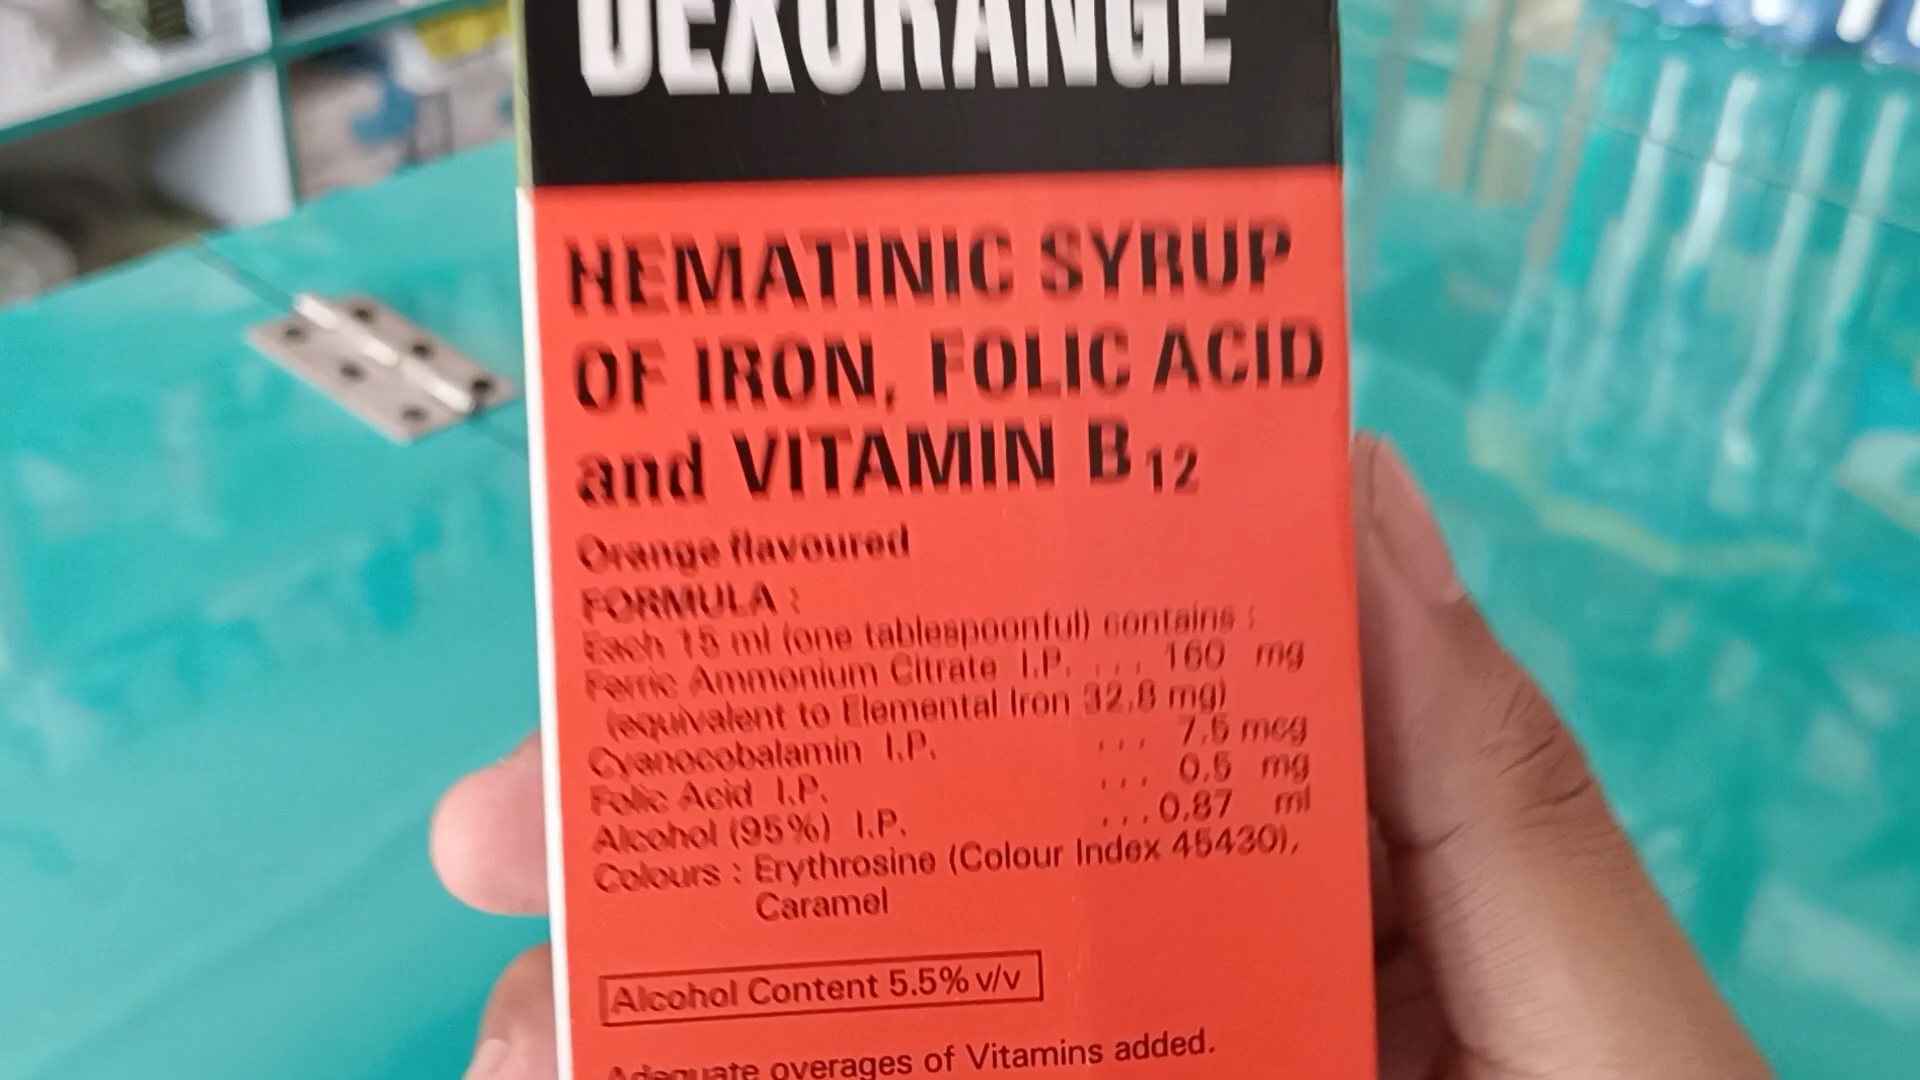 DEXORANGE
HEMATINIC SYRUP
OF IRON, FOLIC ACID
and VITAMIN B12
Orange flavoured
FORMULA :
Each 15 ml (one tablespoonful) contains :
Ferric Ammonium Citrate I.P. ... 160 mg
(equivalent to Elemental Iron 32.8 mg)
Cyanocobalamin I.P. ... 7.5 mcg
Folic Acid I.P. ... 0.5 mg
Alcohol (95%) I.P. ...0.87 ml
Colours : Erythrosine (Colour Index 45430),
Caramel
Alcohol Content 5.5% v/v
Adequate overages of Vitamins added.